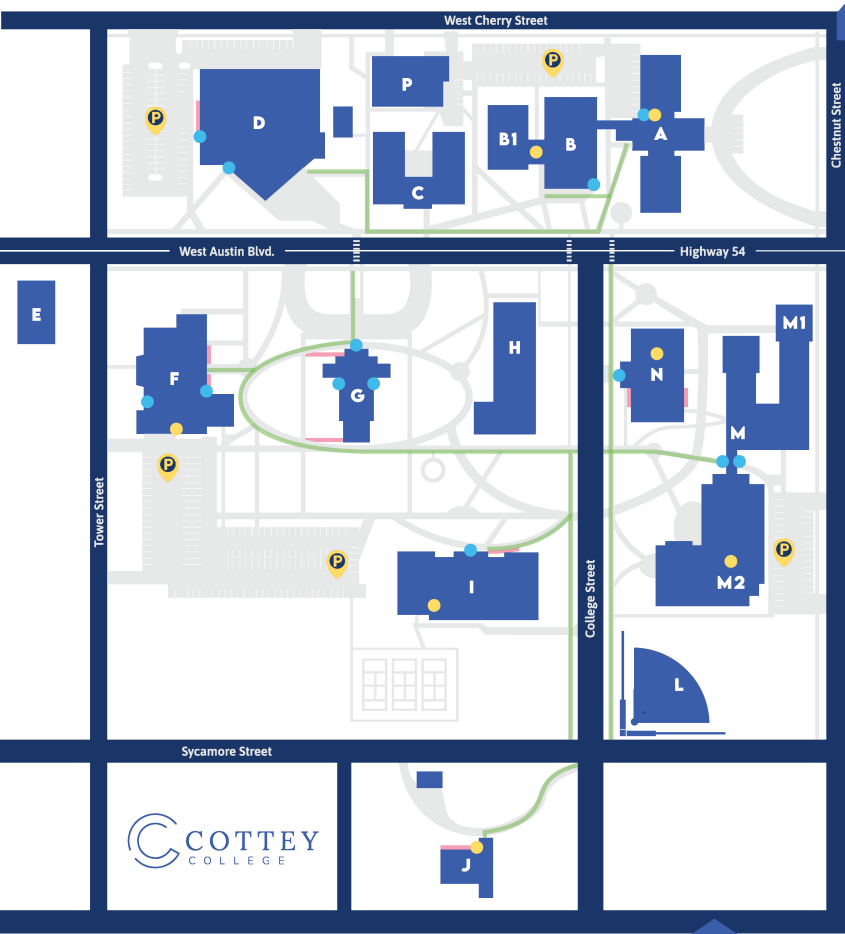 West Cherry Street
P
P
P
D
B1
B
A
C
Chestnut Street
West Austin Blvd.
Highway 54
E
M1
H
F
N
G
M
P
Tower Street
P
P
I
M2
College Street
L
Sycamore Street
COTTEY
COLLEGE
J